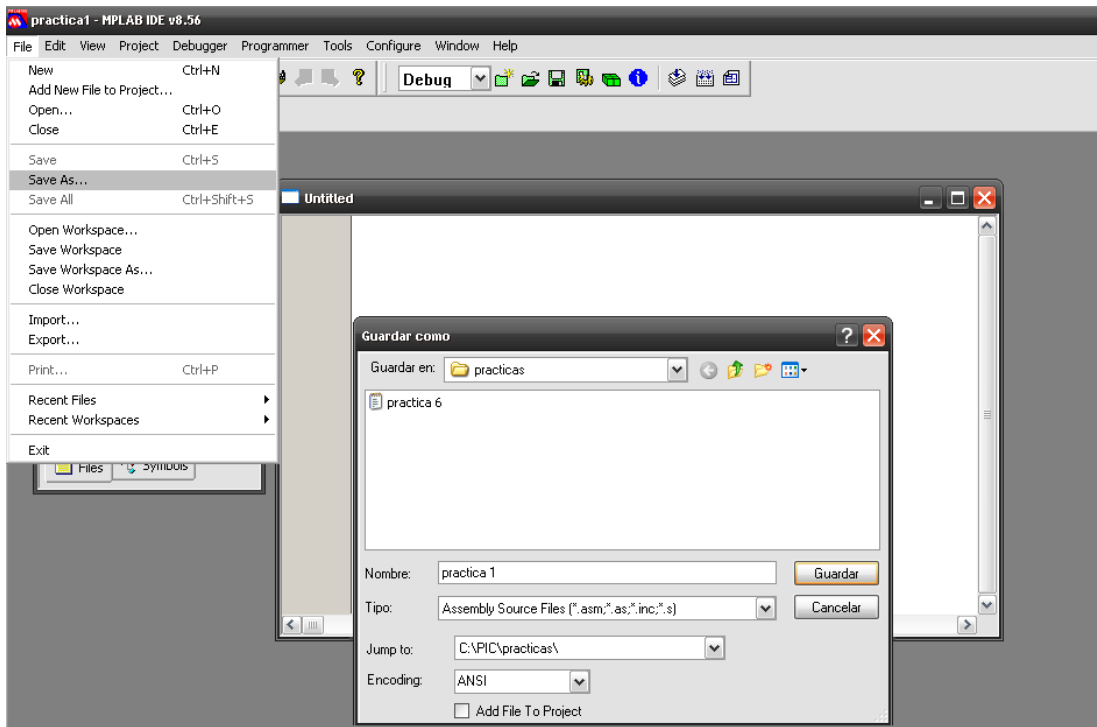 practica1 - MPLAB IDE v8.56
File Edit View Project Debugger Programmer Tools Configure Window Help
New Ctrl+N
Add New File to Project...
Open... Ctrl+O
Close Ctrl+E
Save Ctrl+S
Save As...
Save All Ctrl+Shift+S
Open Workspace...
Save Workspace
Save Workspace As...
Close Workspace
Import...
Export...
Print... Ctrl+P
Recent Files
Recent Workspaces
Exit
Debug
Files Symbols
Untitled
Guardar como
Guardar en: practicas
practica 6
Nombre: practica 1 Guardar
Tipo: Assembly Source Files (*.asm;*.as;*.inc;*.s) Cancelar
Jump to: C:\PIC\practicas\
Encoding: ANSI
Add File To Project